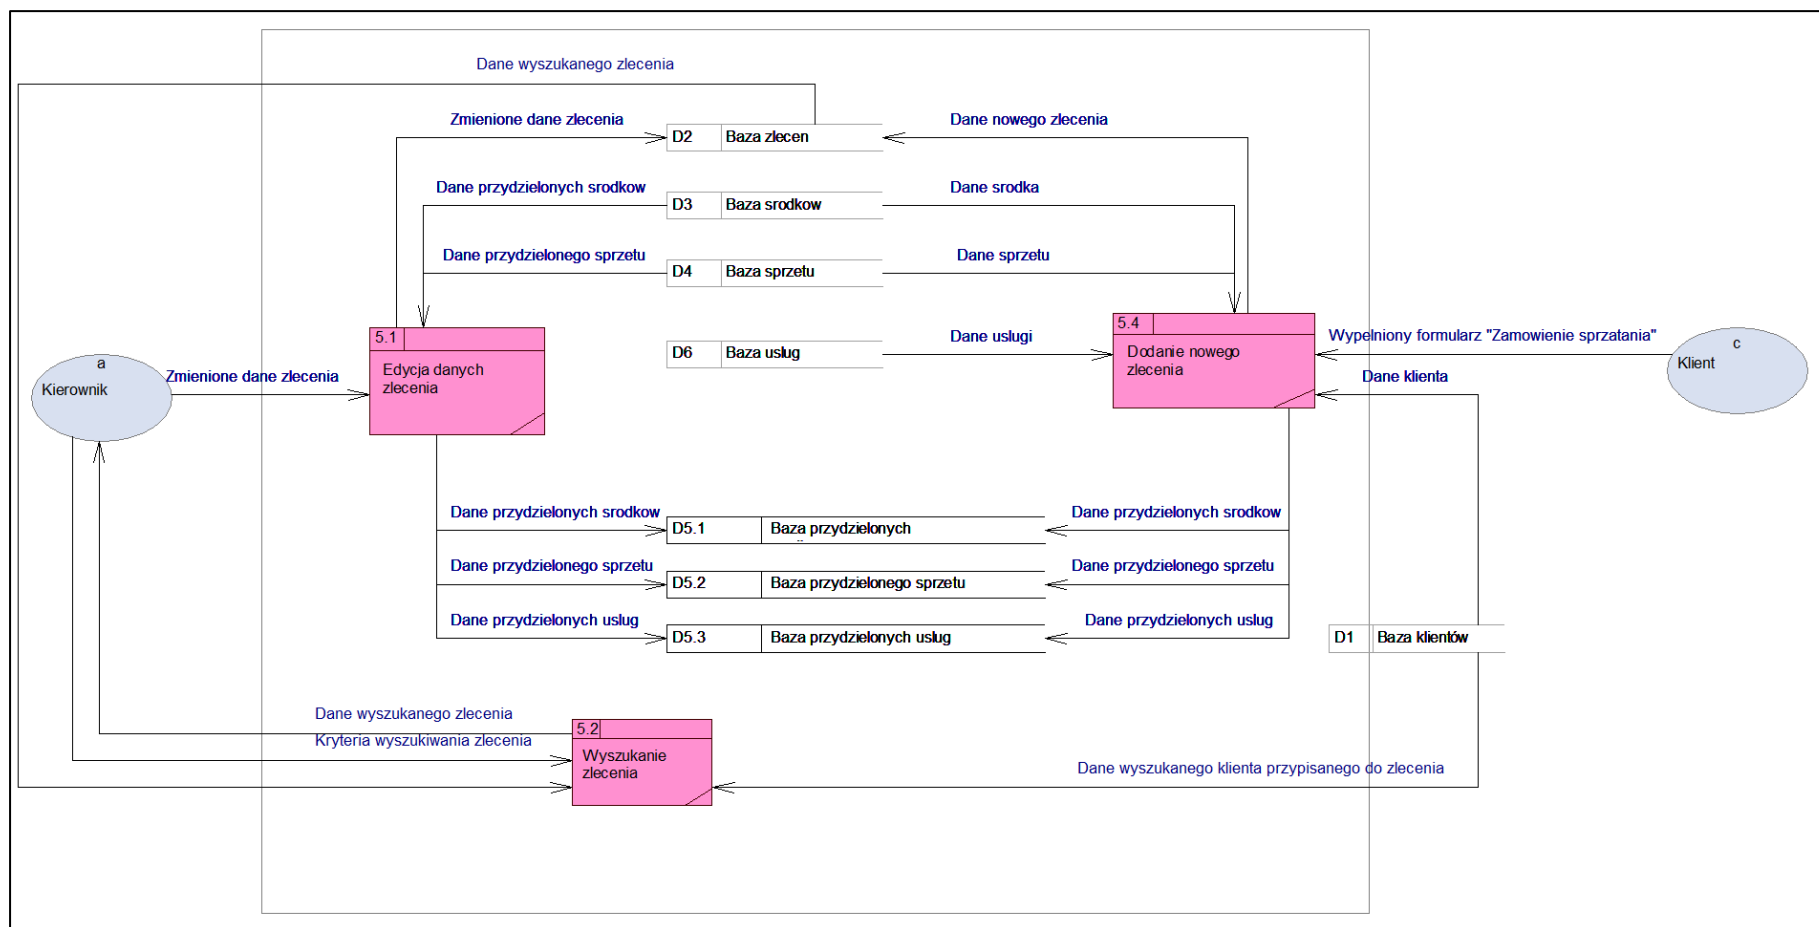 Dane wyszukanego zlecenia
Zmienione dane zlecenia
Dane nowego zlecenia
D2 Baza zlecen
Dane przydzielonych srodkow
Dane srodka
D3 Baza srodkow
Dane przydzielonego sprzetu
Dane sprzetu
D4 Baza sprzetu
5.1
Edycja danych
zlecenia
5.4
Dodanie nowego
zlecenia
Dane uslugi
D6 Baza uslug
Wypelniony formularz "Zamowienie sprzatania"
c
Klient
a
Kierownik
Zmienione dane zlecenia
Dane klienta
Dane przydzielonych srodkow
Dane przydzielonych srodkow
D5.1 Baza przydzielonych
Dane przydzielonego sprzetu
Dane przydzielonego sprzetu
D5.2 Baza przydzielonego sprzetu
Dane przydzielonych uslug
Dane przydzielonych uslug
D5.3 Baza przydzielonych uslug
D1 Baza klientów
Dane wyszukanego zlecenia
Kryteria wyszukiwania zlecenia
5.2
Wyszukanie
zlecenia
Dane wyszukanego klienta przypisanego do zlecenia